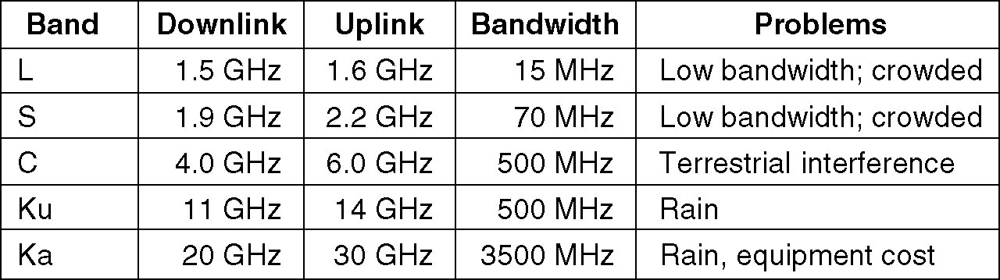 Band Downlink Uplink Bandwidth Problems
L 1.5 GHz 1.6 GHz 15 MHz Low bandwidth; crowded
S 1.9 GHz 2.2 GHz 70 MHz Low bandwidth; crowded
C 4.0 GHz 6.0 GHz 500 MHz Terrestrial interference
Ku 11 GHz 14 GHz 500 MHz Rain
Ka 20 GHz 30 GHz 3500 MHz Rain, equipment cost